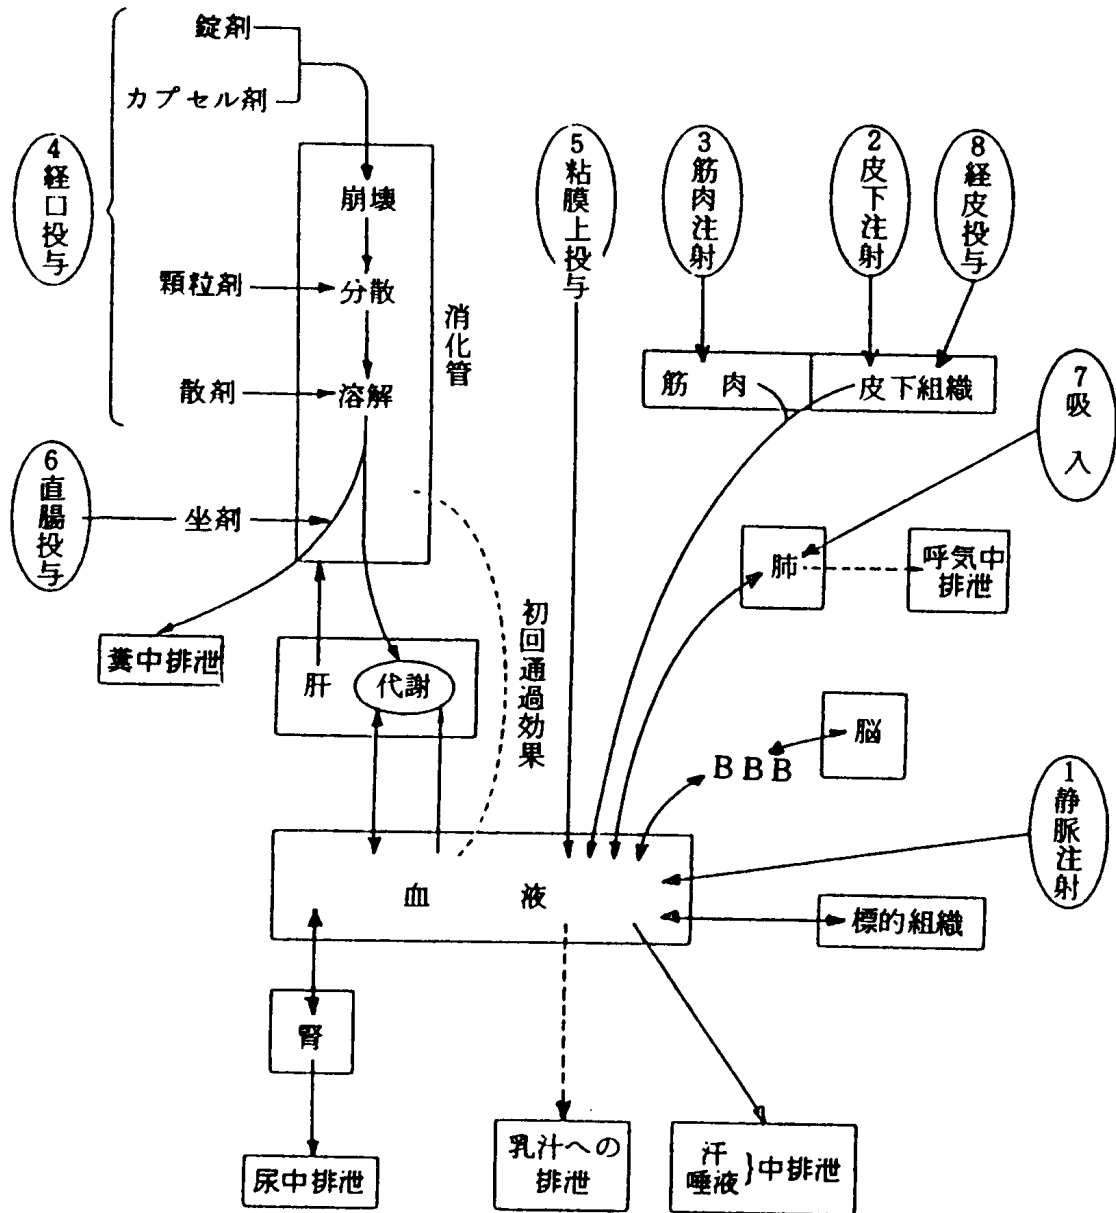 錠剤
カプセル剤
4経口投与
崩壊
顆粒剤
分散
散剤
溶解
消化管
6直腸投与
坐剤
糞中排泄
肝
代謝
初回通過効果
5粘膜上投与
3筋肉注射
2皮下注射
8経皮投与
筋肉
皮下組織
7吸入
肺
呼気中
排泄
脳
BBB
1静脈注射
血液
標的組織
腎
尿中排泄
乳汁への
排泄
汗
唾液}中排泄